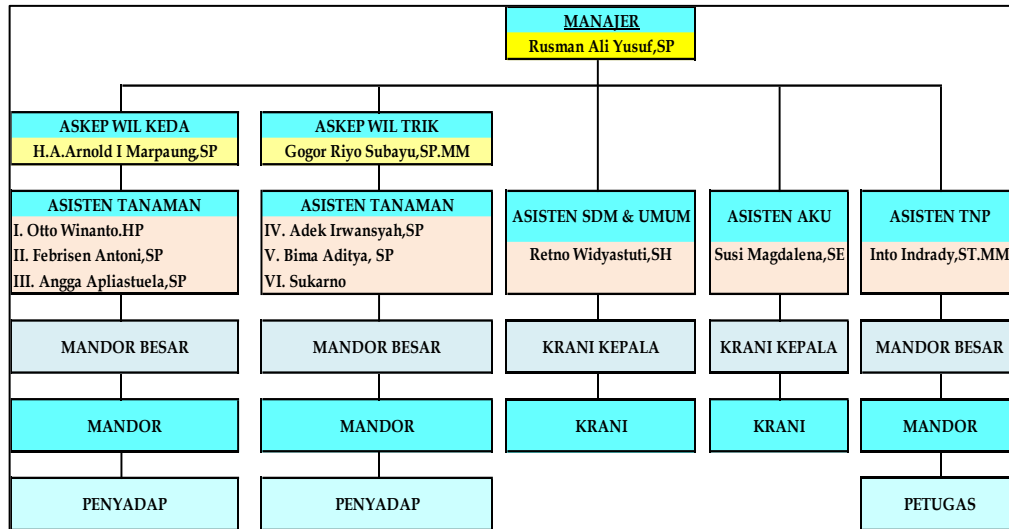 MANAJER
Rusman Ali Yusuf,SP
ASKEP WIL KEDA
H.A.Arnold I Marpaung,SP
ASKEP WIL TRIK
Gogor Riyo Subayu,SP.MM
ASISTEN TANAMAN
I. Otto Winanto.HP
II. Febrisen Antoni,SP
III. Angga Apliastuela,SP
ASISTEN TANAMAN
IV. Adek Irwansyah,SP
V. Bima Aditya, SP
VI. Sukarno
ASISTEN SDM & UMUM
Retno Widyastuti,SH
ASISTEN AKU
Susi Magdalena,SE
ASISTEN TNP
Into Indrady,ST.MM
MANDOR BESAR
MANDOR BESAR
KRANI KEPALA
KRANI KEPALA
MANDOR BESAR
MANDOR
MANDOR
KRANI
KRANI
MANDOR
PENYADAP
PENYADAP
PETUGAS